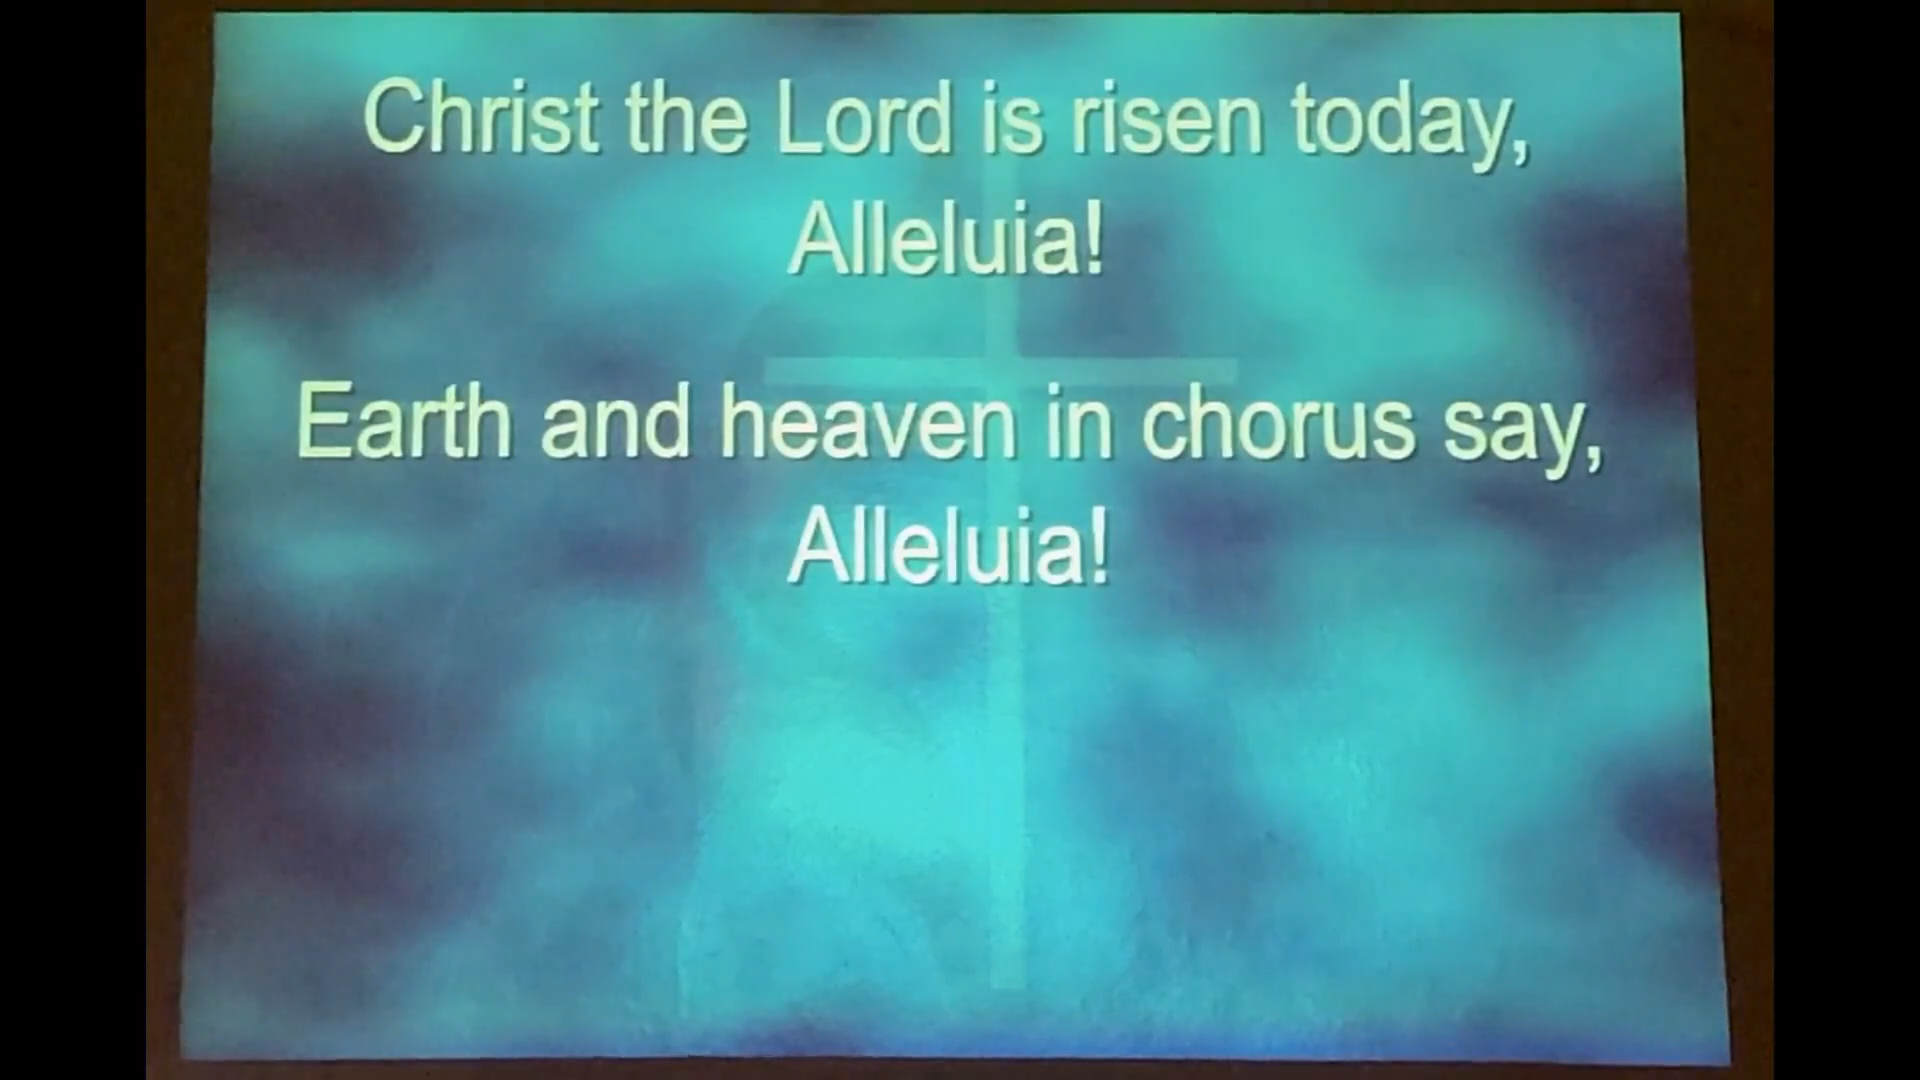 Christ the Lord is risen today,
Alleluia!
Earth and heaven in chorus say,
Alleluia!